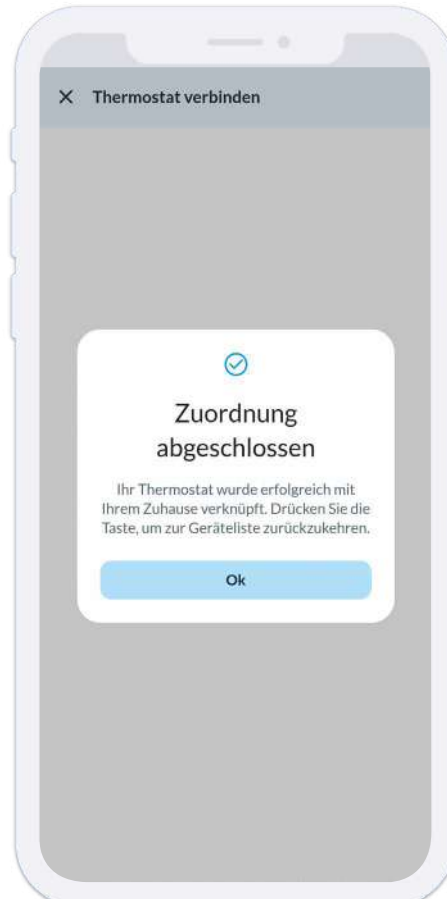 Thermostat verbinden
Zuordnung
abgeschlossen
Ihr Thermostat wurde erfolgreich mit
Ihrem Zuhause verknüpft. Drücken Sie die
Taste, um zur Geräteliste zurückzukehren.
Ok